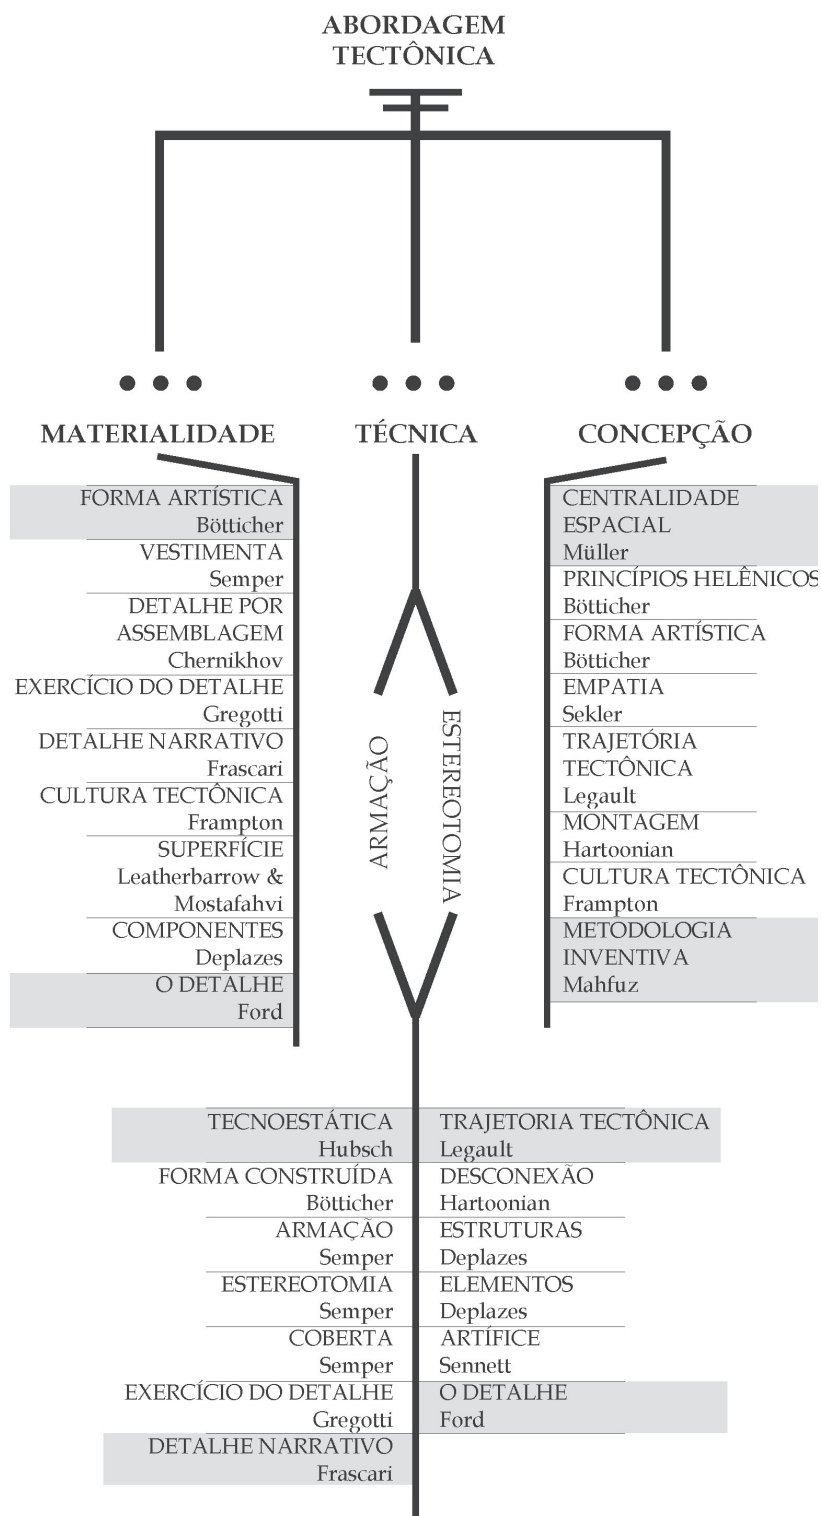 ABORDAGEM
TECTÔNICA
MATERIALIDADE
FORMA ARTÍSTICA
Bötticher
VESTIMENTA
Semper
DETALHE POR
ASSEMBLAGEM
Chernikhov
EXERCÍCIO DO DETALHE
Gregotti
DETALHE NARRATIVO
Frascari
CULTURA TECTÔNICA
Frampton
SUPERFÍCIE
Leatherbarrow &
Mostafahvi
COMPONENTES
Deplazes
O DETALHE
Ford
TÉCNICA
ARMAÇÃO
ESTEREOTOMIA
CONCEPÇÃO
CENTRALIDADE
ESPACIAL
Müller
PRINCÍPIOS HELÊNICOS
Bötticher
FORMA ARTÍSTICA
Bötticher
EMPATIA
Sekler
TRAJETÓRIA
TECTÔNICA
Legault
MONTAGEM
Hartoonian
CULTURA TECTÔNICA
Frampton
METODOLOGIA
INVENTIVA
Mahfuz
TECNOESTÁTICA
Hubsch
FORMA CONSTRUÍDA
Bötticher
ARMAÇÃO
Semper
ESTEREOTOMIA
Semper
COBERTA
Semper
EXERCÍCIO DO DETALHE
Gregotti
DETALHE NARRATIVO
Frascari
TRAJETORIA TECTÔNICA
Legault
DESCONEXÃO
Hartoonian
ESTRUTURAS
Deplazes
ELEMENTOS
Deplazes
ARTÍFICE
Sennett
O DETALHE
Ford